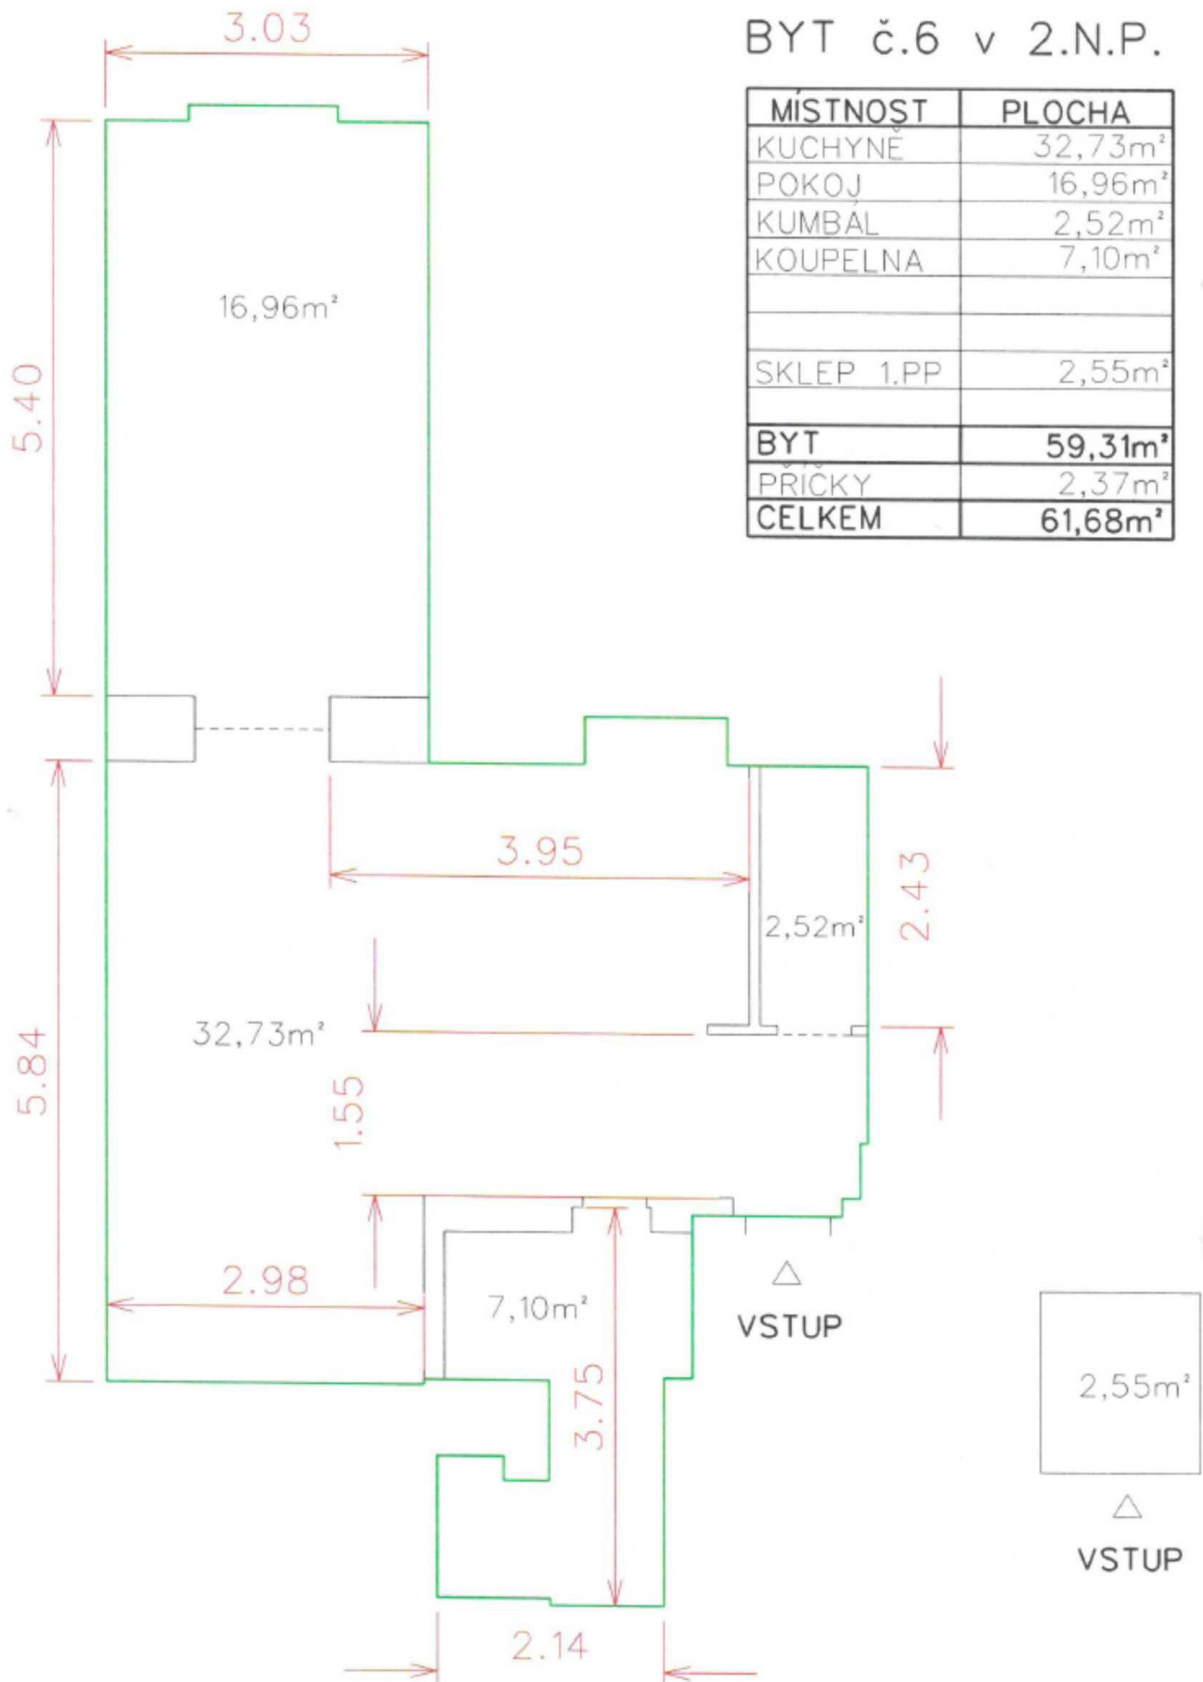 BYT č.6 v 2.N.P.
MÍSTNOST PLOCHA
KUCHYNĚ 32,73m²
POKOJ 16,96m²
KUMBÁL 2,52m²
KOUPELNA 7,10m²
SKLEP 1.PP 2,55m²
BYT 59,31m²
PŘÍČKY 2,37m²
CELKEM 61,68m²
3.03
16,96m²
5.40
3.95
2.43
2,52m²
32,73m²
5.84
1.55
2.98
7,10m²
VSTUP
3.75
2,55m²
VSTUP
2.14